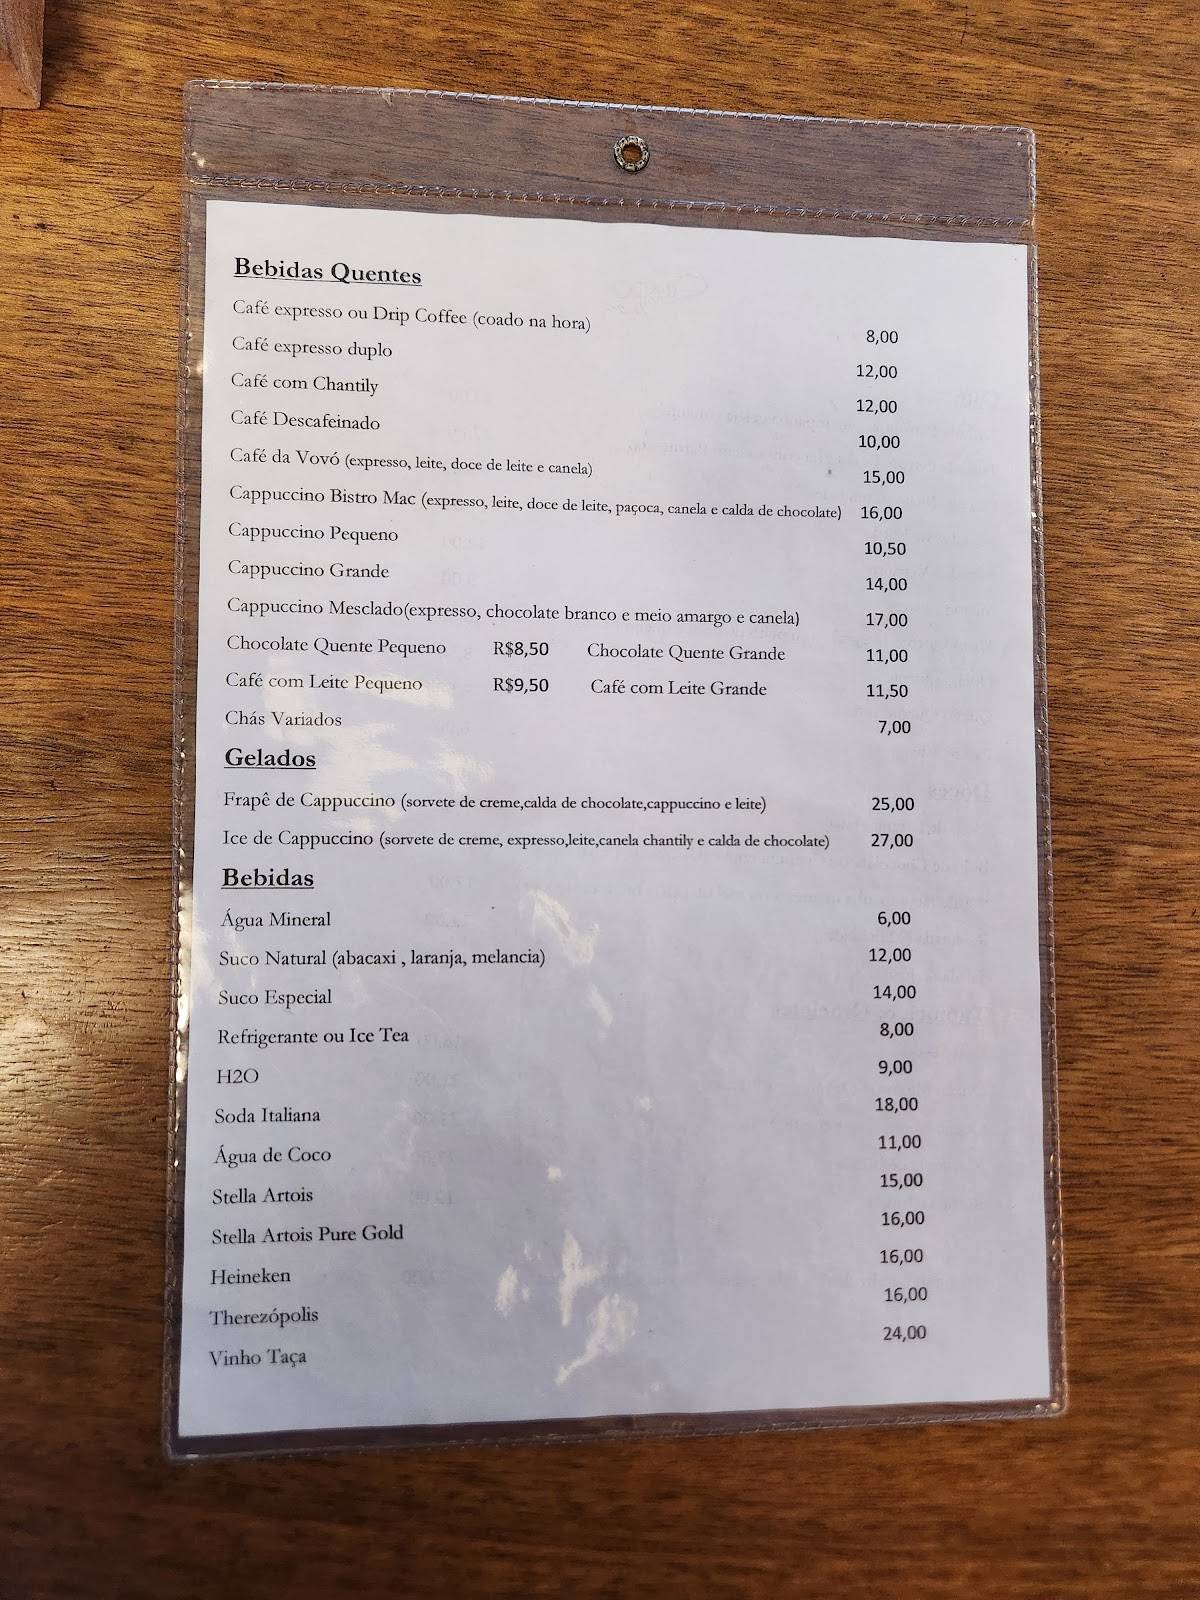 Bebidas Quentes
Café expresso ou Drip Coffee (coado na hora) 8,00
Café expresso duplo 12,00
Café com Chantily 12,00
Café Descafeinado 10,00
Café da Vovó (expresso, leite, doce de leite e canela) 15,00
Cappuccino Bistro Mac (expresso, leite, doce de leite, paçoca, canela e calda de chocolate) 16,00
Cappuccino Pequeno 10,50
Cappuccino Grande 14,00
Cappuccino Mesclado(expresso, chocolate branco e meio amargo e canela) 17,00
Chocolate Quente Pequeno R$8,50 Chocolate Quente Grande 11,00
Café com Leite Pequeno R$9,50 Café com Leite Grande 11,50
Chás Variados 7,00
Gelados
Frapê de Cappuccino (sorvete de creme,calda de chocolate,cappuccino e leite) 25,00
Ice de Cappuccino (sorvete de creme, expresso,leite,canela chantily e calda de chocolate) 27,00
Bebidas
Água Mineral 6,00
Suco Natural (abacaxi , laranja, melancia) 12,00
Suco Especial 14,00
Refrigerante ou Ice Tea 8,00
H2O 9,00
Soda Italiana 18,00
Água de Coco 11,00
Stella Artois 15,00
Stella Artois Pure Gold 16,00
Heineken 16,00
Therezópolis 16,00
Vinho Taça 24,00